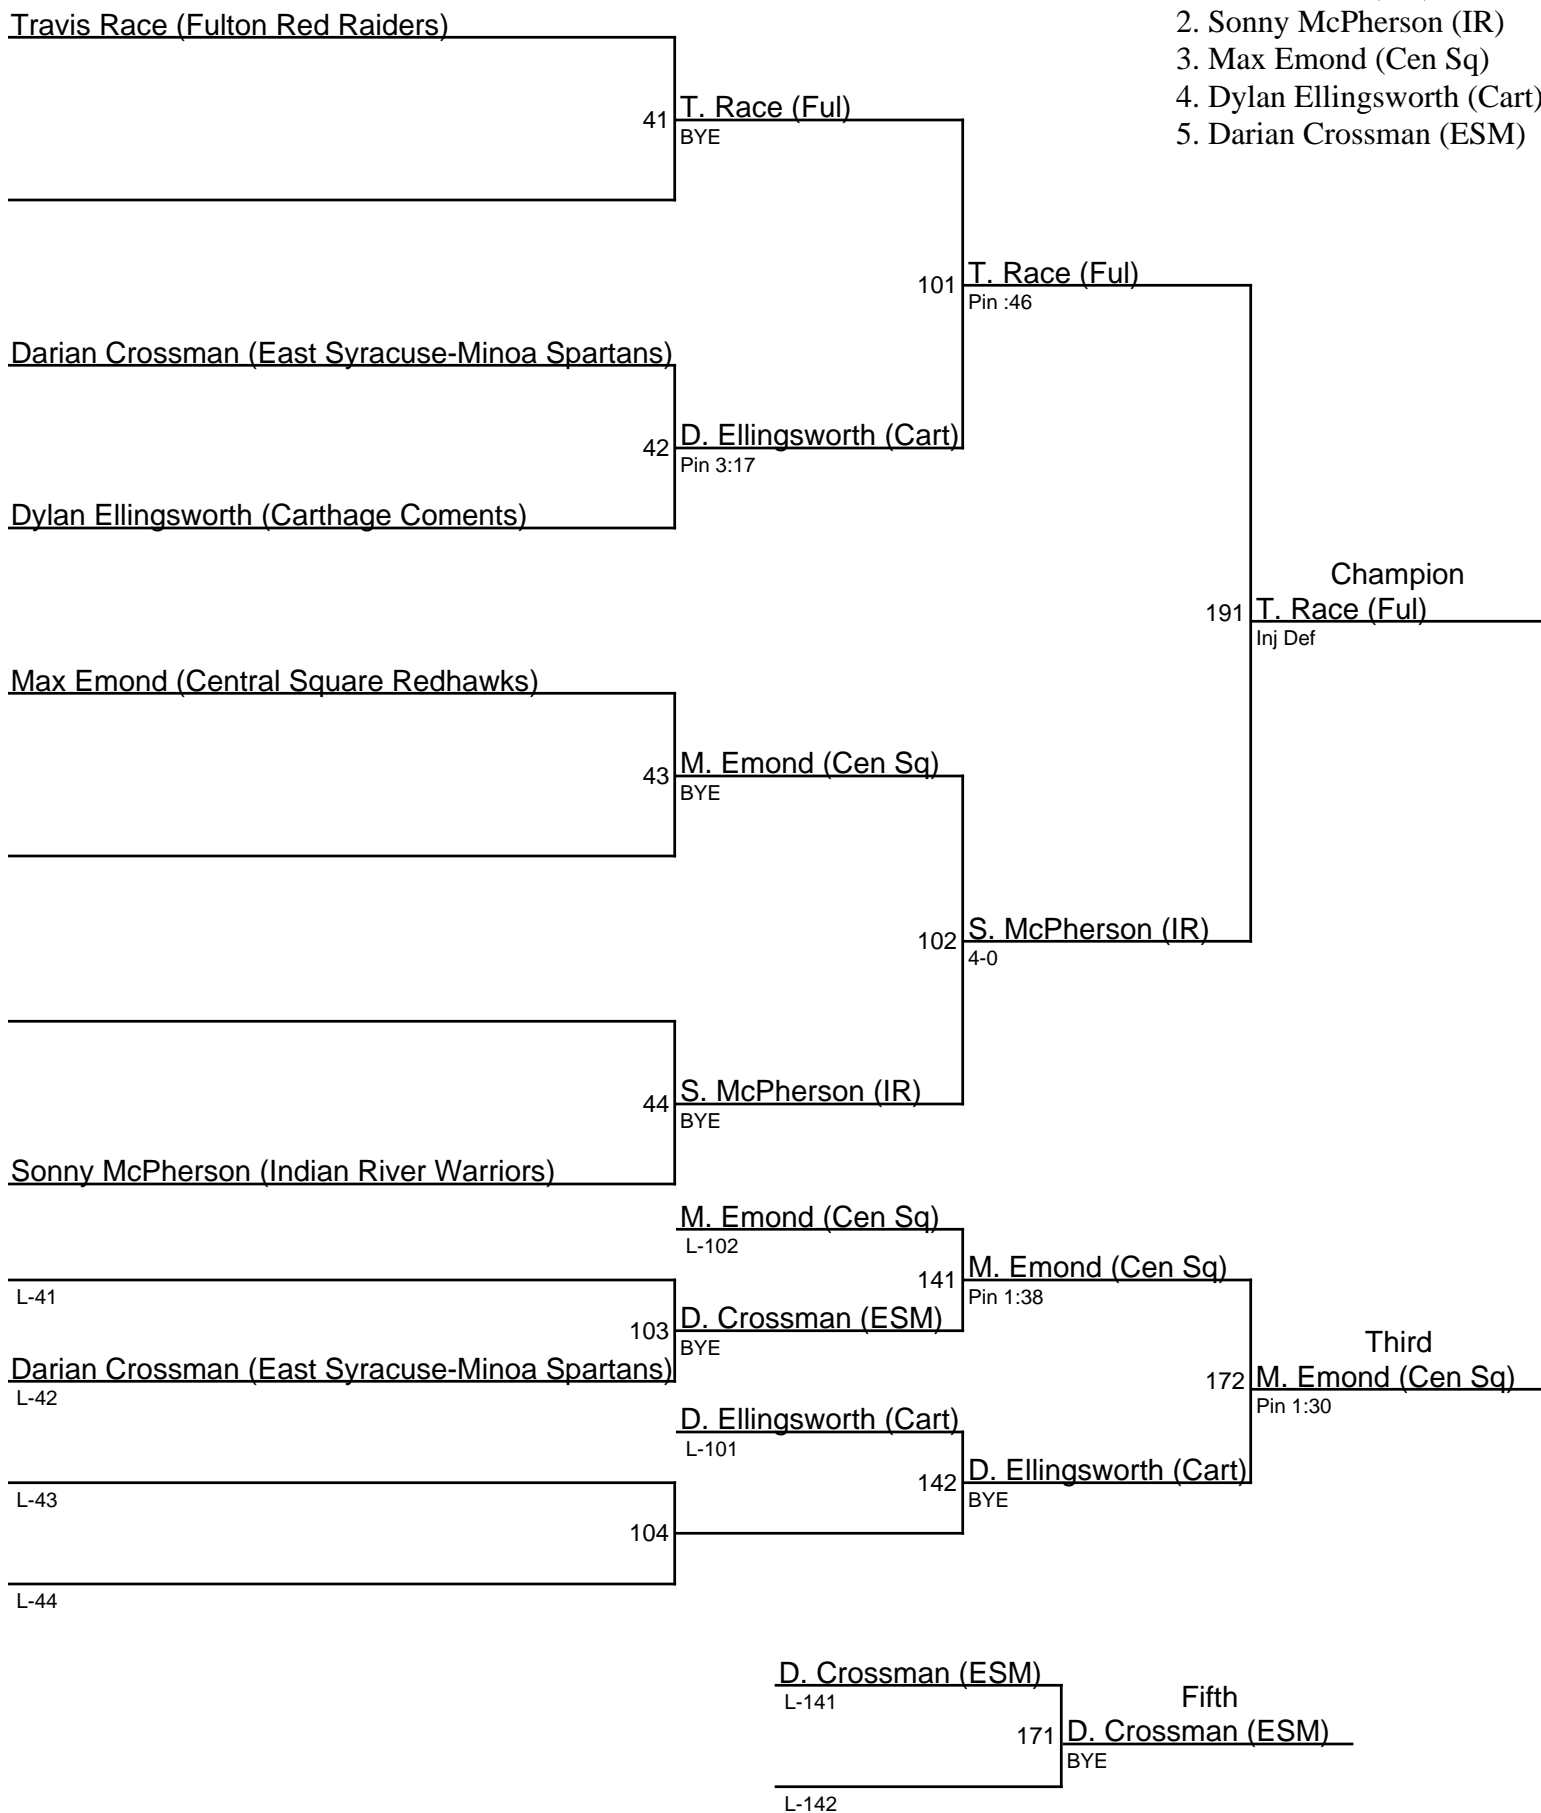 Travis Race (Fulton Red Raiders)
2. Sonny McPherson (IR)
3. Max Emond (Cen Sq)
4. Dylan Ellingsworth (Cart)
5. Darian Crossman (ESM)
41
T. Race (Ful)
BYE
101
T. Race (Ful)
Pin :46
Darian Crossman (East Syracuse-Minoa Spartans)
42
D. Ellingsworth (Cart)
Pin 3:17
Dylan Ellingsworth (Carthage Coments)
Champion
191
T. Race (Ful)
Inj Def
Max Emond (Central Square Redhawks)
43
M. Emond (Cen Sq)
BYE
102
S. McPherson (IR)
4-0
44
S. McPherson (IR)
BYE
Sonny McPherson (Indian River Warriors)
M. Emond (Cen Sq)
L-102
141
M. Emond (Cen Sq)
Pin 1:38
L-41
103
D. Crossman (ESM)
BYE
Darian Crossman (East Syracuse-Minoa Spartans)
L-42
Third
172
M. Emond (Cen Sq)
Pin 1:30
D. Ellingsworth (Cart)
L-101
142
D. Ellingsworth (Cart)
BYE
L-43
104
L-44
D. Crossman (ESM)
L-141
Fifth
171
D. Crossman (ESM)
BYE
L-142